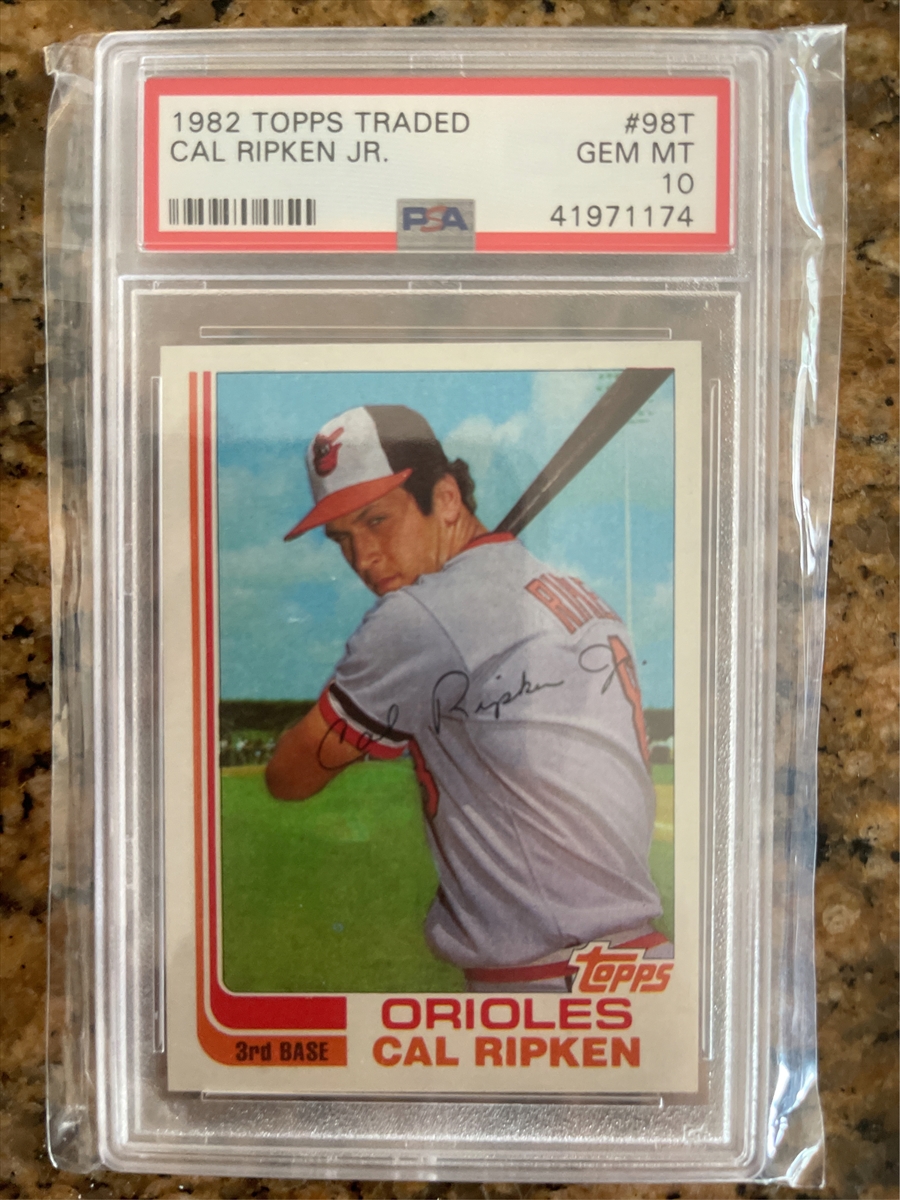 1982 TOPPS TRADED #98T
CAL RIPKEN JR. GEM MT
10
PSA 41971174
Cal Ripken Jr.
topps
ORIOLES
3rd BASE CAL RIPKEN